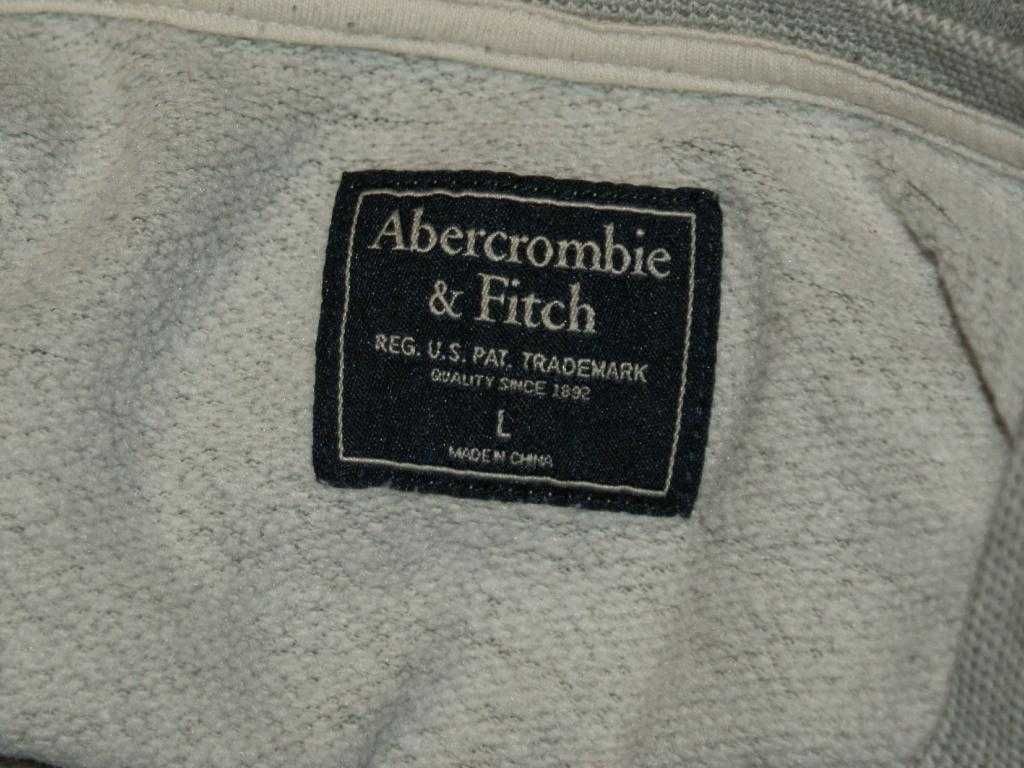 Abercrombie
& Fitch
REG. U.S. PAT. TRADEMARK
QUALITY SINCE 1892
L
MADE IN CHINA